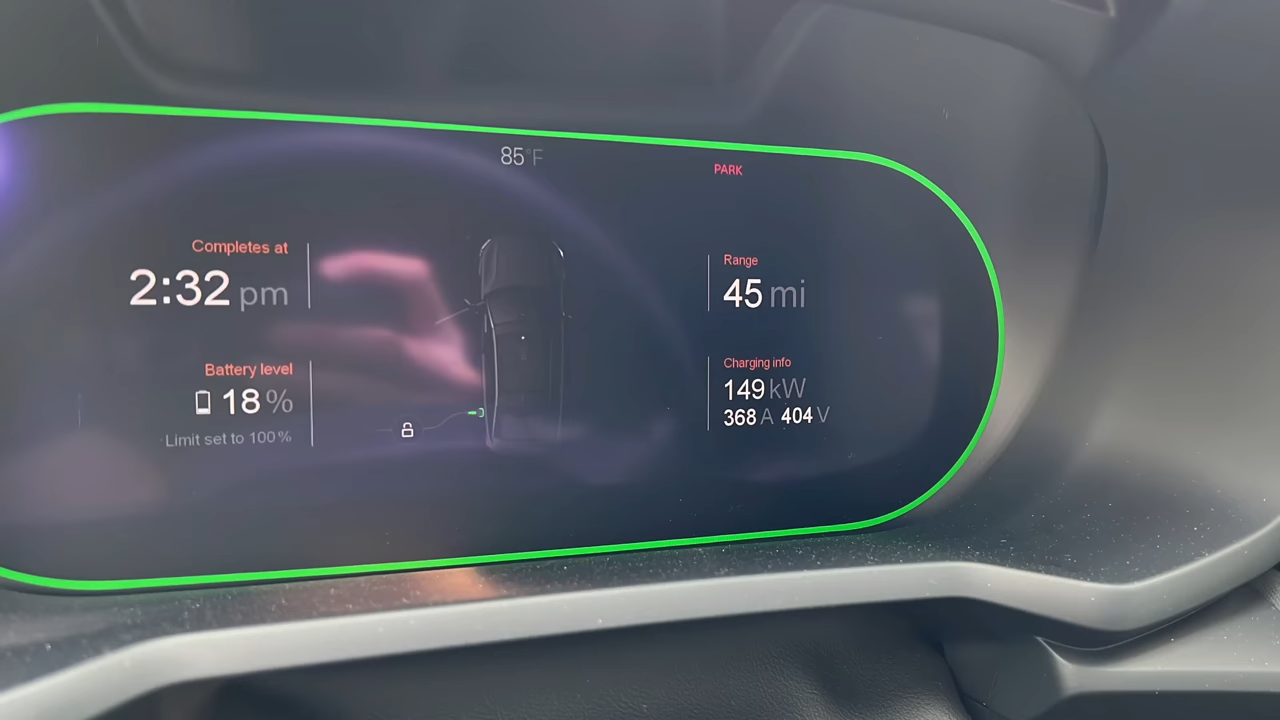 85°F
PARK
Completes at
2:32 pm
Battery level
18%
Limit set to 100%
Range
45 mi
Charging info
149 kW
368 A 404 V